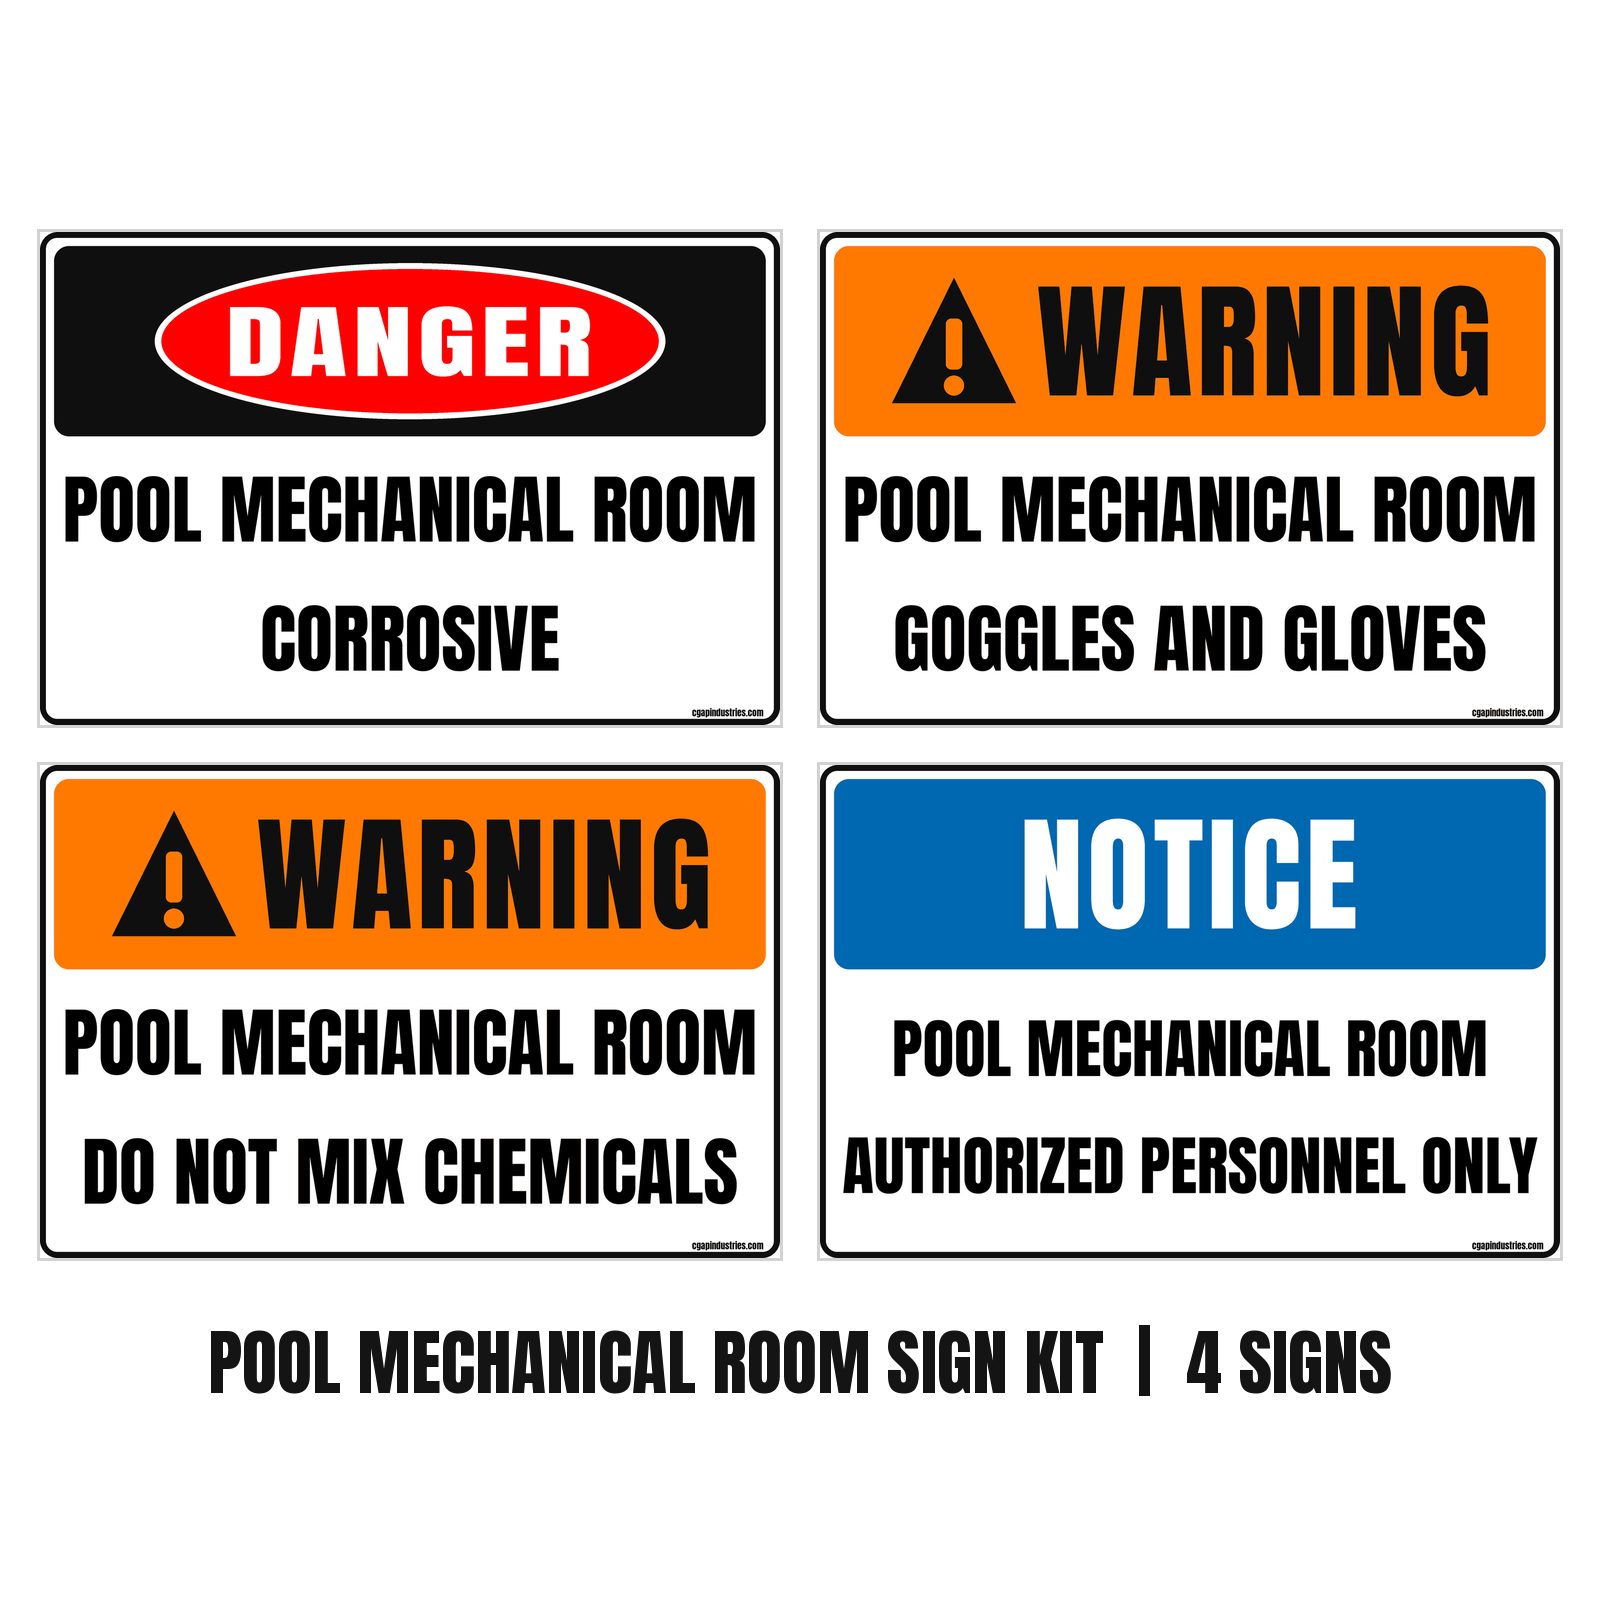 DANGER
POOL MECHANICAL ROOM
CORROSIVE
cgapindustries.com
WARNING
POOL MECHANICAL ROOM
GOGGLES AND GLOVES
cgapindustries.com
WARNING
POOL MECHANICAL ROOM
DO NOT MIX CHEMICALS
cgapindustries.com
NOTICE
POOL MECHANICAL ROOM
AUTHORIZED PERSONNEL ONLY
cgapindustries.com
POOL MECHANICAL ROOM SIGN KIT | 4 SIGNS